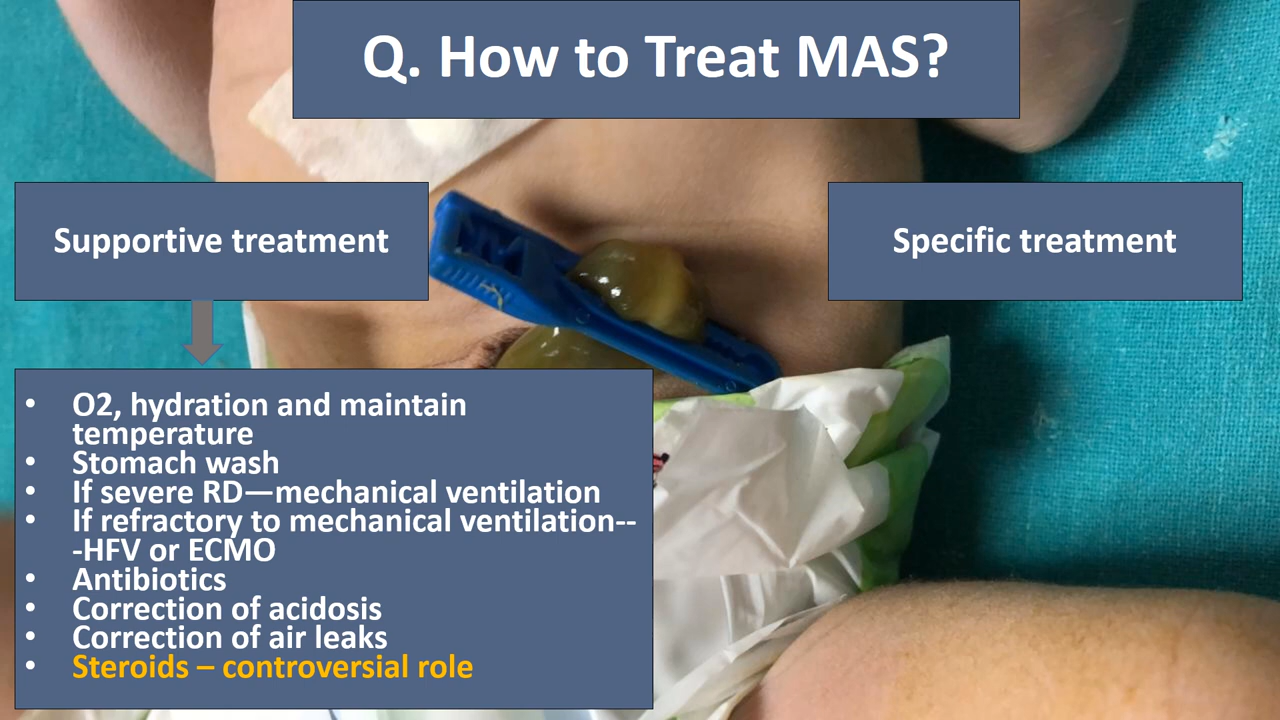 Q. How to Treat MAS?
Supportive treatment
Specific treatment
• O2, hydration and maintain
temperature
• Stomach wash
• If severe RD—mechanical ventilation
• If refractory to mechanical ventilation--
-HFV or ECMO
• Antibiotics
• Correction of acidosis
• Correction of air leaks
• Steroids – controversial role